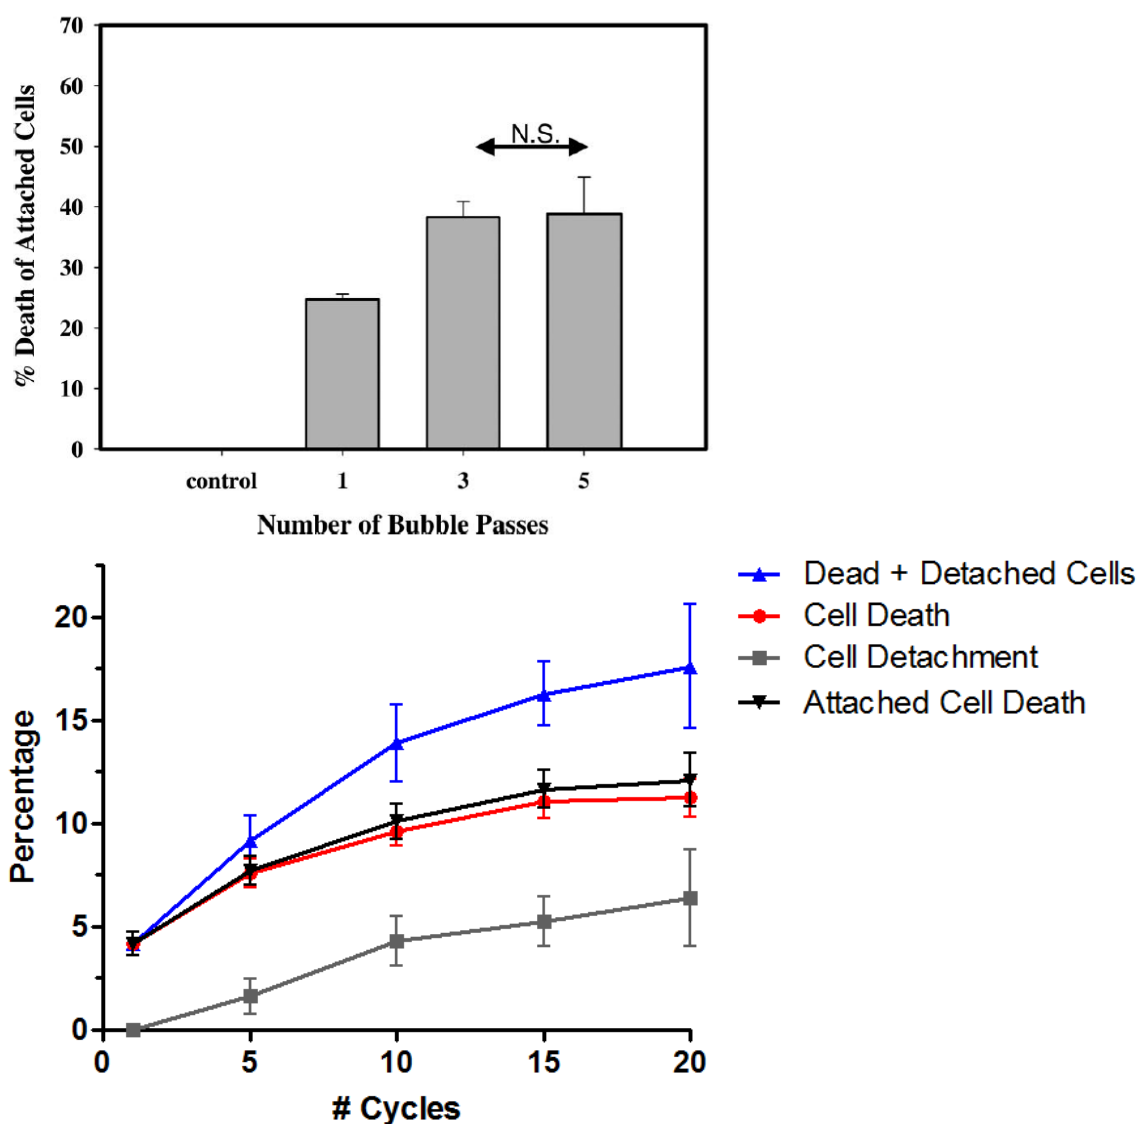 70
60
50
40
30
20
10
0
% Death of Attached Cells
N.S.
control 1 3 5
Number of Bubble Passes
Dead + Detached Cells
Cell Death
Cell Detachment
Attached Cell Death
20
15
10
5
0
Percentage
0 5 10 15 20
# Cycles